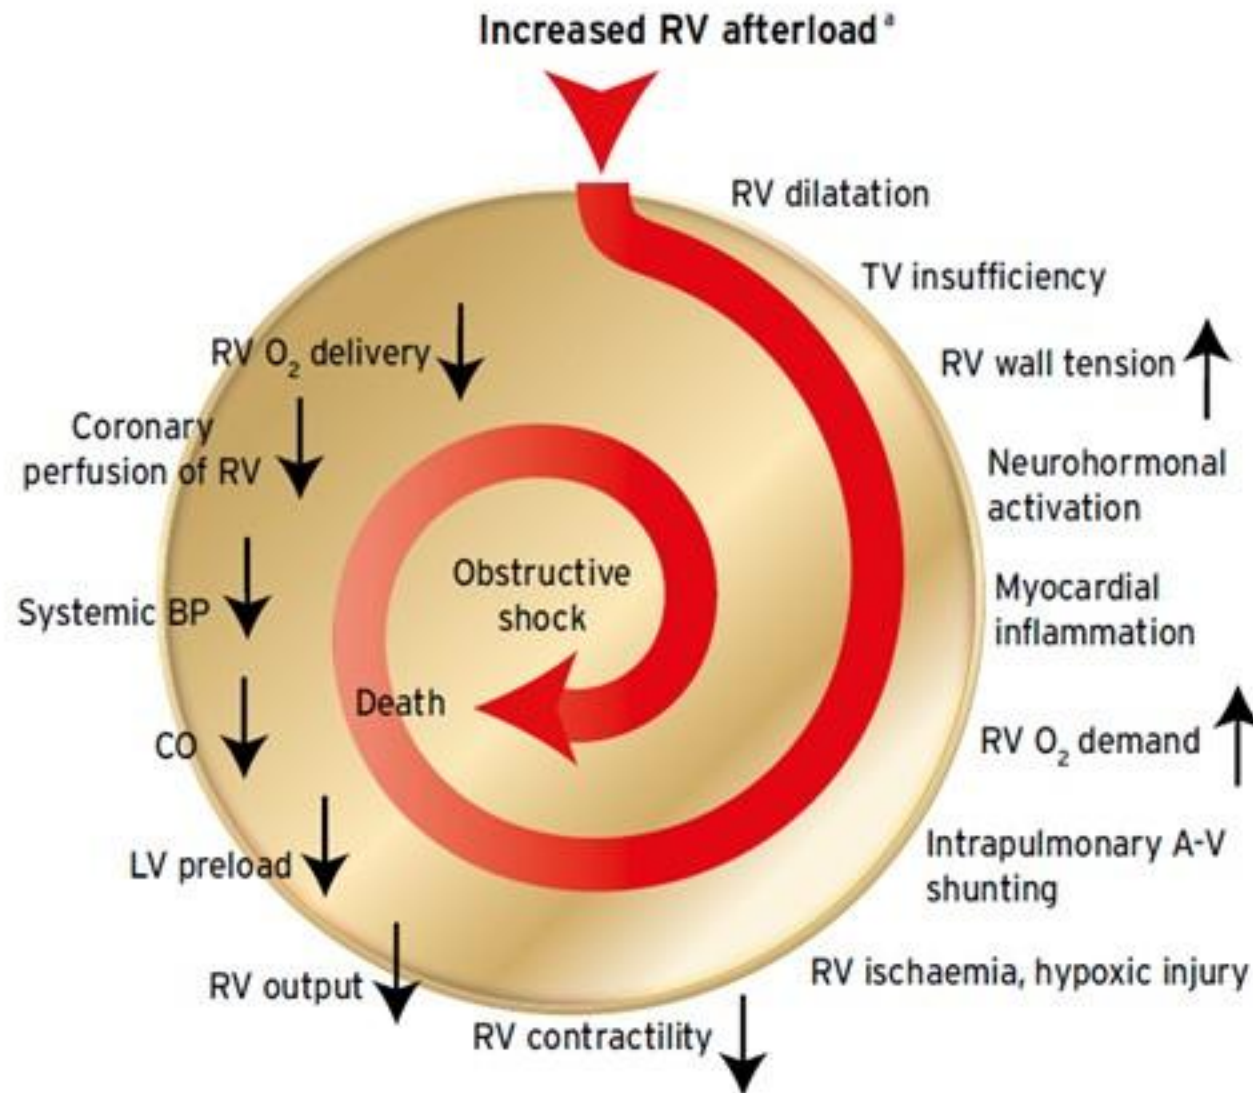 Increased RV afterload ª
RV dilatation
TV insufficiency
RV wall tension
Neurohormonal
activation
Myocardial
inflammation
RV O₂ demand
Intrapulmonary A-V
shunting
RV ischaemia, hypoxic injury
RV contractility
RV output
LV preload
CO
Systemic BP
Coronary
perfusion of RV
RV O₂ delivery
Obstructive
shock
Death